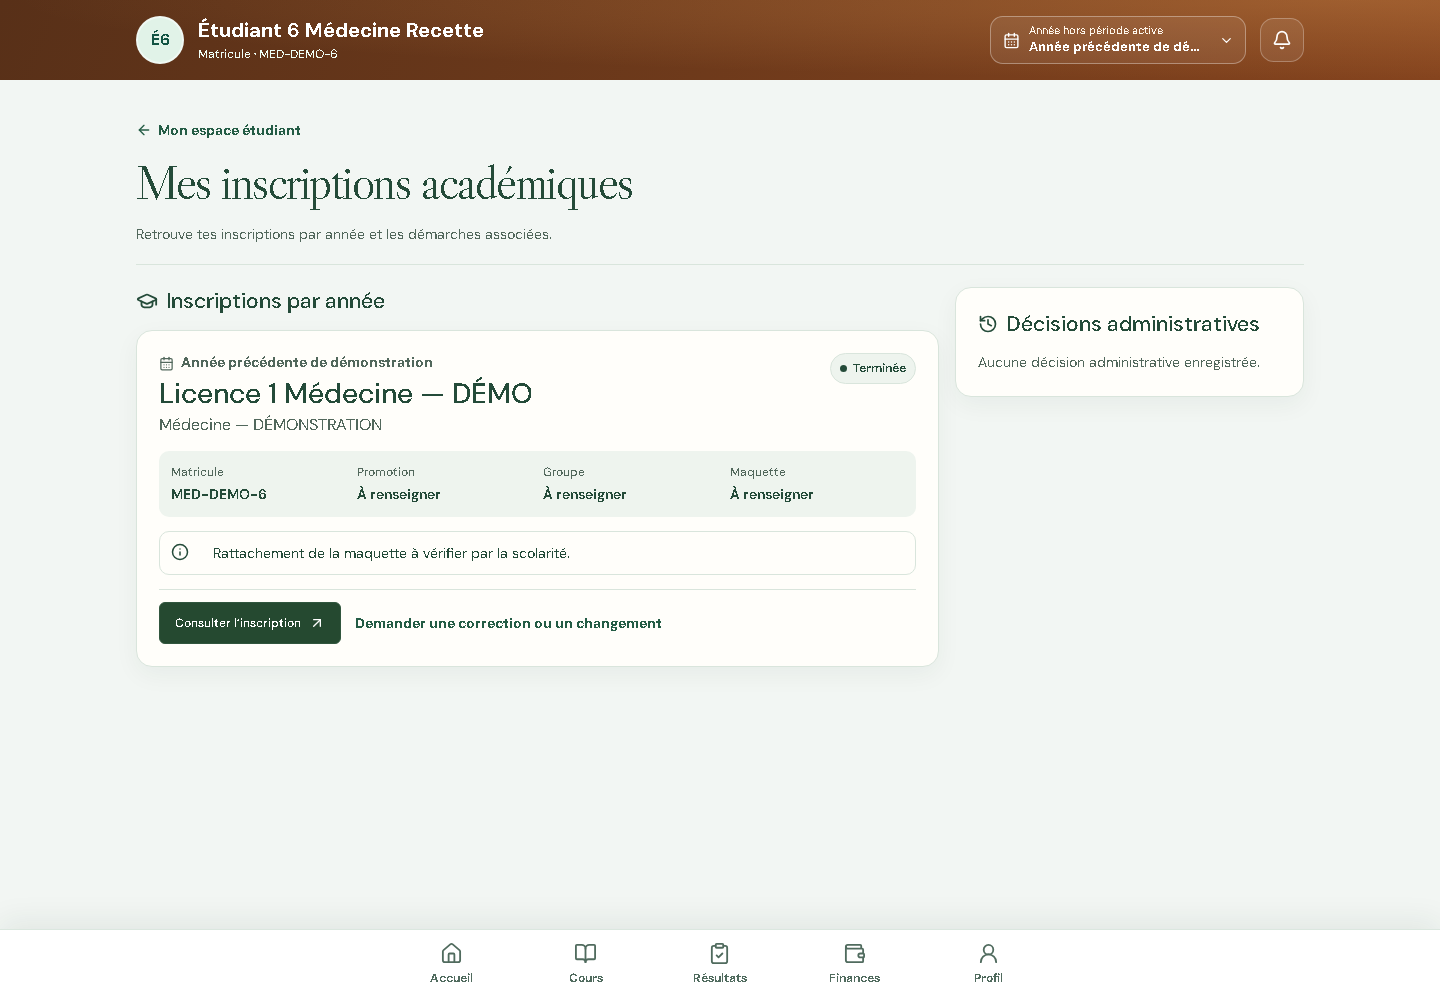 É6
Étudiant 6 Médecine Recette
Matricule · MED-DEMO-6
Année hors période active
Année précédente de dé...
Mon espace étudiant
Mes inscriptions académiques
Retrouve tes inscriptions par année et les démarches associées.
Inscriptions par année
Année précédente de démonstration
Terminée
Licence 1 Médecine — DÉMO
Médecine — DÉMONSTRATION
Matricule
MED-DEMO-6
Promotion
À renseigner
Groupe
À renseigner
Maquette
À renseigner
Rattachement de la maquette à vérifier par la scolarité.
Consulter l'inscription
Demander une correction ou un changement
Décisions administratives
Aucune décision administrative enregistrée.
Accueil
Cours
Résultats
Finances
Profil